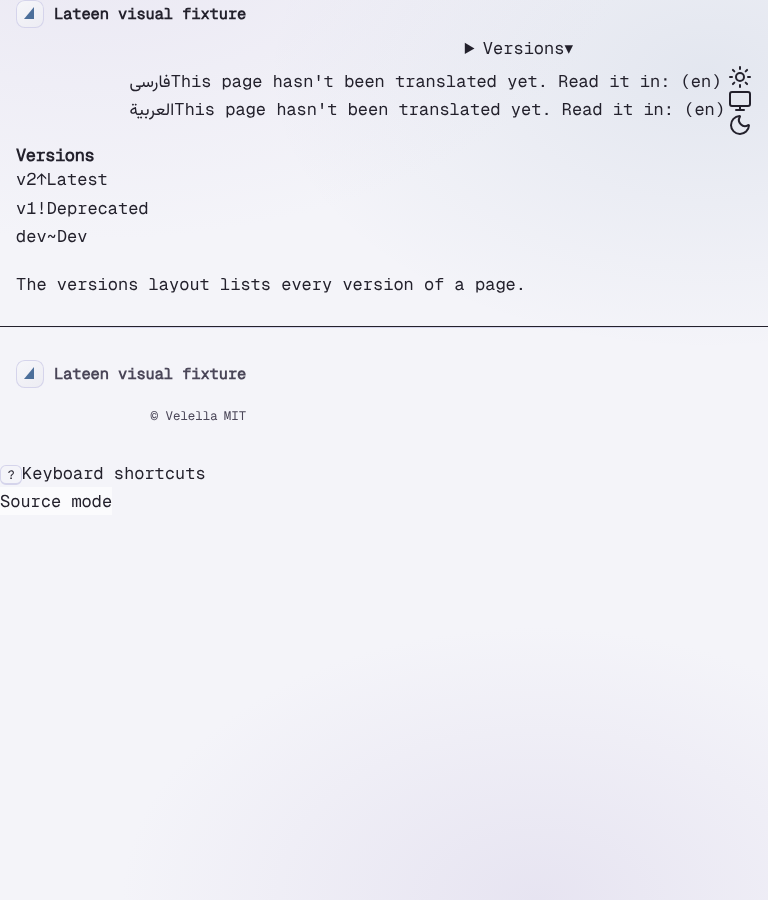 Lateen visual fixture
▶ Versions▾
فارسیThis page hasn't been translated yet. Read it in: (en)
العربيةThis page hasn't been translated yet. Read it in: (en)
Versions
v2↑Latest
v1!Deprecated
dev~Dev
The versions layout lists every version of a page.
Lateen visual fixture
© Velella MIT
?Keyboard shortcuts
Source mode